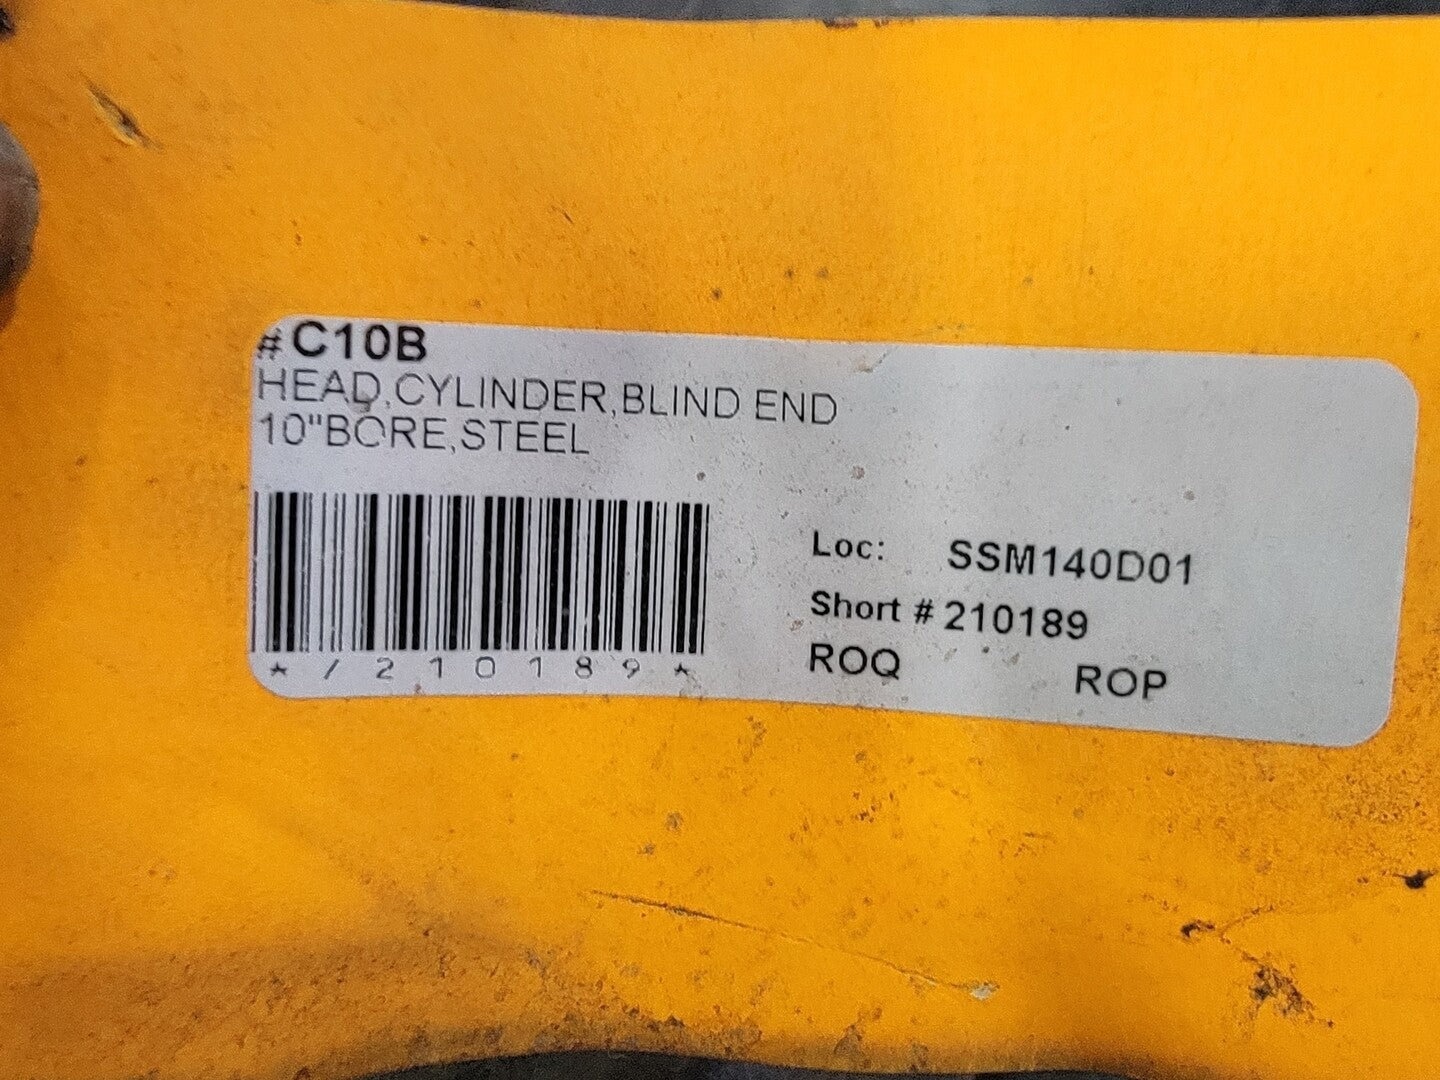 #C10B
HEAD,CYLINDER,BLIND END
10"BORE,STEEL
*/210189*
Loc: SSM140D01
Short # 210189
ROQ ROP